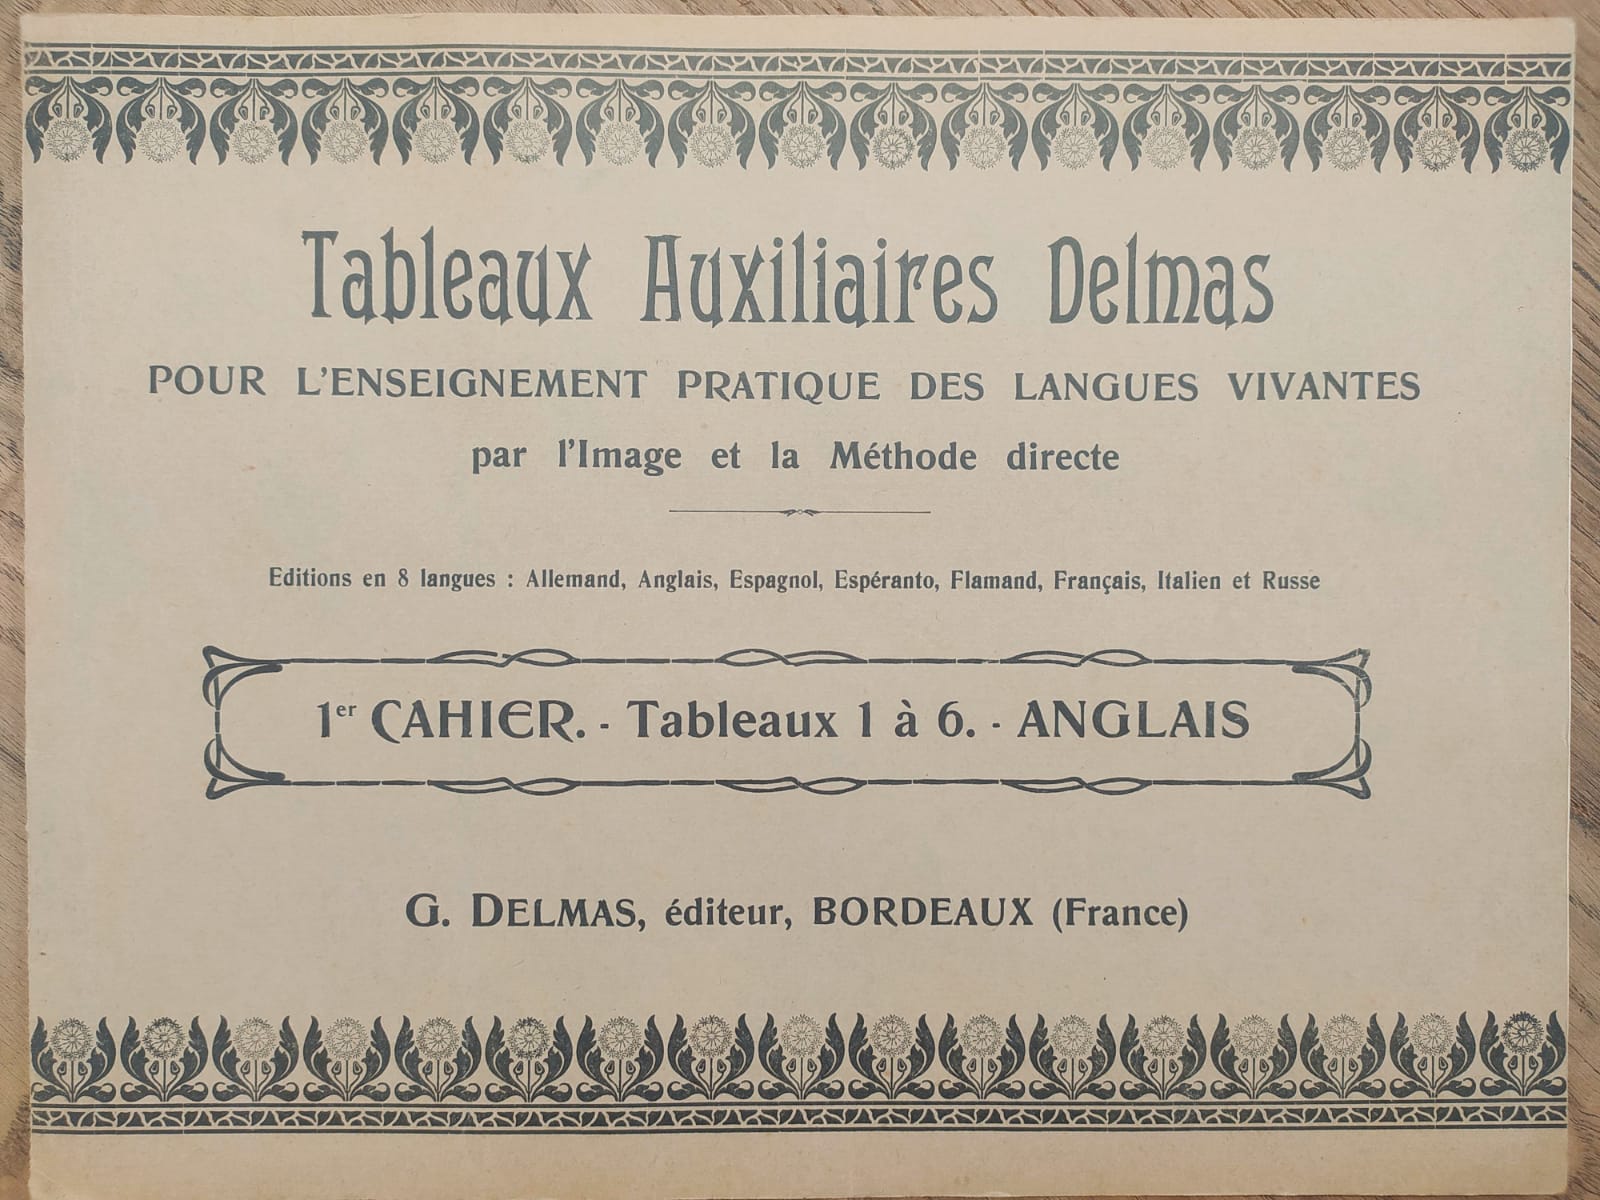 Tableaux Auxiliaires Delmas
POUR L'ENSEIGNEMENT PRATIQUE DES LANGUES VIVANTES
par l'Image et la Méthode directe
Editions en 8 langues : Allemand, Anglais, Espagnol, Espéranto, Flamand, Français, Italien et Russe
1er CAHIER. - Tableaux 1 à 6. - ANGLAIS
G. DELMAS, éditeur, BORDEAUX (France)